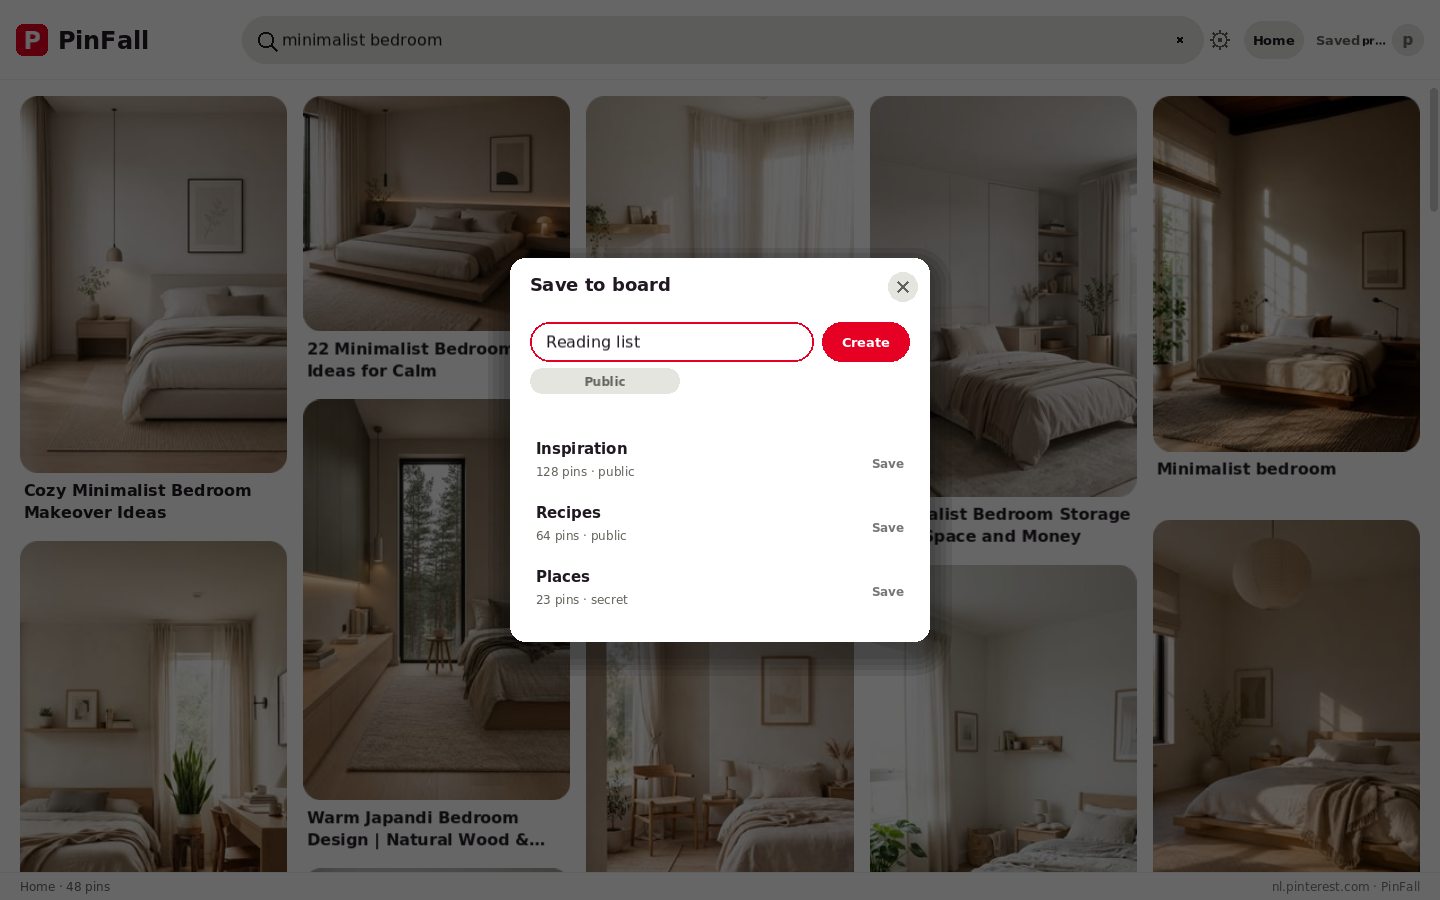 P PinFall
minimalist bedroom
Home
Saved
pr...
p
Save to board
Reading list
Create
Public
Inspiration
128 pins · public
Save
Recipes
64 pins · public
Save
Places
23 pins · secret
Save
Cozy Minimalist Bedroom
Makeover Ideas
22 Minimalist Bedroom
Ideas for Calm
Warm Japandi Bedroom
Design | Natural Wood &...
alist Bedroom Storage
Space and Money
Minimalist bedroom
Home · 48 pins
nl.pinterest.com · PinFall